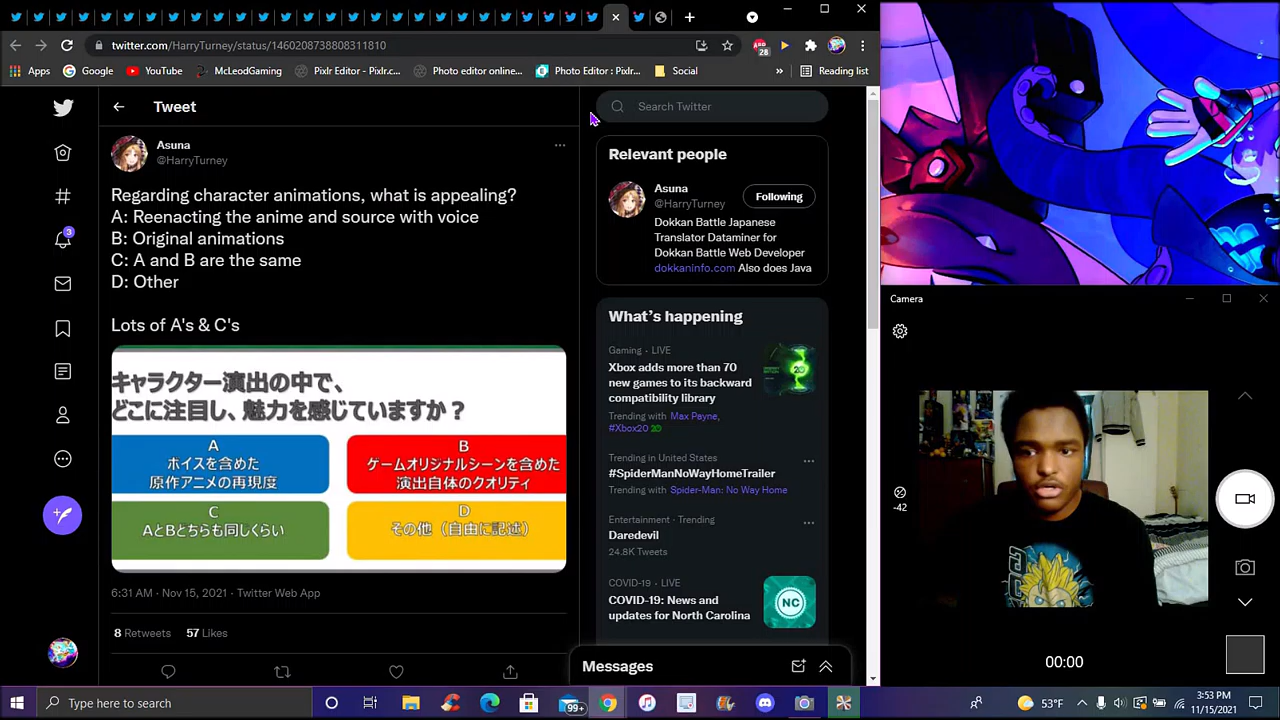 twitter.com/HarryTurney/status/1460208738808311810
28
Apps
Google
YouTube
McLeodGaming
Pixlr Editor - Pixlr.c...
Photo editor online...
Photo Editor : Pixlr...
Social
»
Reading list
Tweet
Asuna
@HarryTurney
Regarding character animations, what is appealing?
A: Reenacting the anime and source with voice
B: Original animations
C: A and B are the same
D: Other
Lots of A's & C's
キャラクター演出の中で、
どこに注目し、魅力を感じていますか？
A
ボイスを含めた
原作アニメの再現度
B
ゲームオリジナルシーンを含めた
演出自体のクオリティ
C
AとBどちらも同じくらい
D
その他（自由に記述）
6:31 AM · Nov 15, 2021 · Twitter Web App
8 Retweets 57 Likes
3
Search Twitter
Relevant people
Asuna
@HarryTurney
Following
Dokkan Battle Japanese
Translator Dataminer for
Dokkan Battle Web Developer
dokkaninfo.com Also does Java
What's happening
Gaming · LIVE
Xbox adds more than 70
new games to its backward
compatibility library
Trending with Max Payne,
#Xbox20
Trending in United States
#SpiderManNoWayHomeTrailer
Trending with Spider-Man: No Way Home
Entertainment · Trending
Daredevil
24.8K Tweets
COVID-19 · LIVE
COVID-19: News and
updates for North Carolina
NC
Messages
Camera
-42
00:00
Type here to search
99+
53°F
3:53 PM
11/15/2021